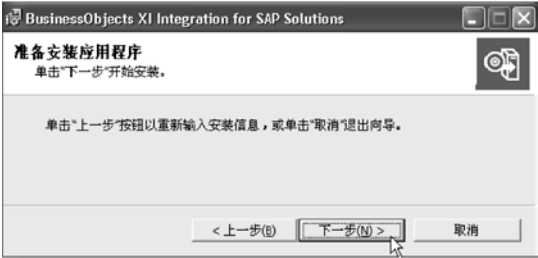 BusinessObjects XI Integration for SAP Solutions
准备安装应用程序
单击"下一步"开始安装。
单击"上一步"按钮以重新输入安装信息，或单击"取消"退出向导。
< 上一步(B) 下一步(N) > 取消